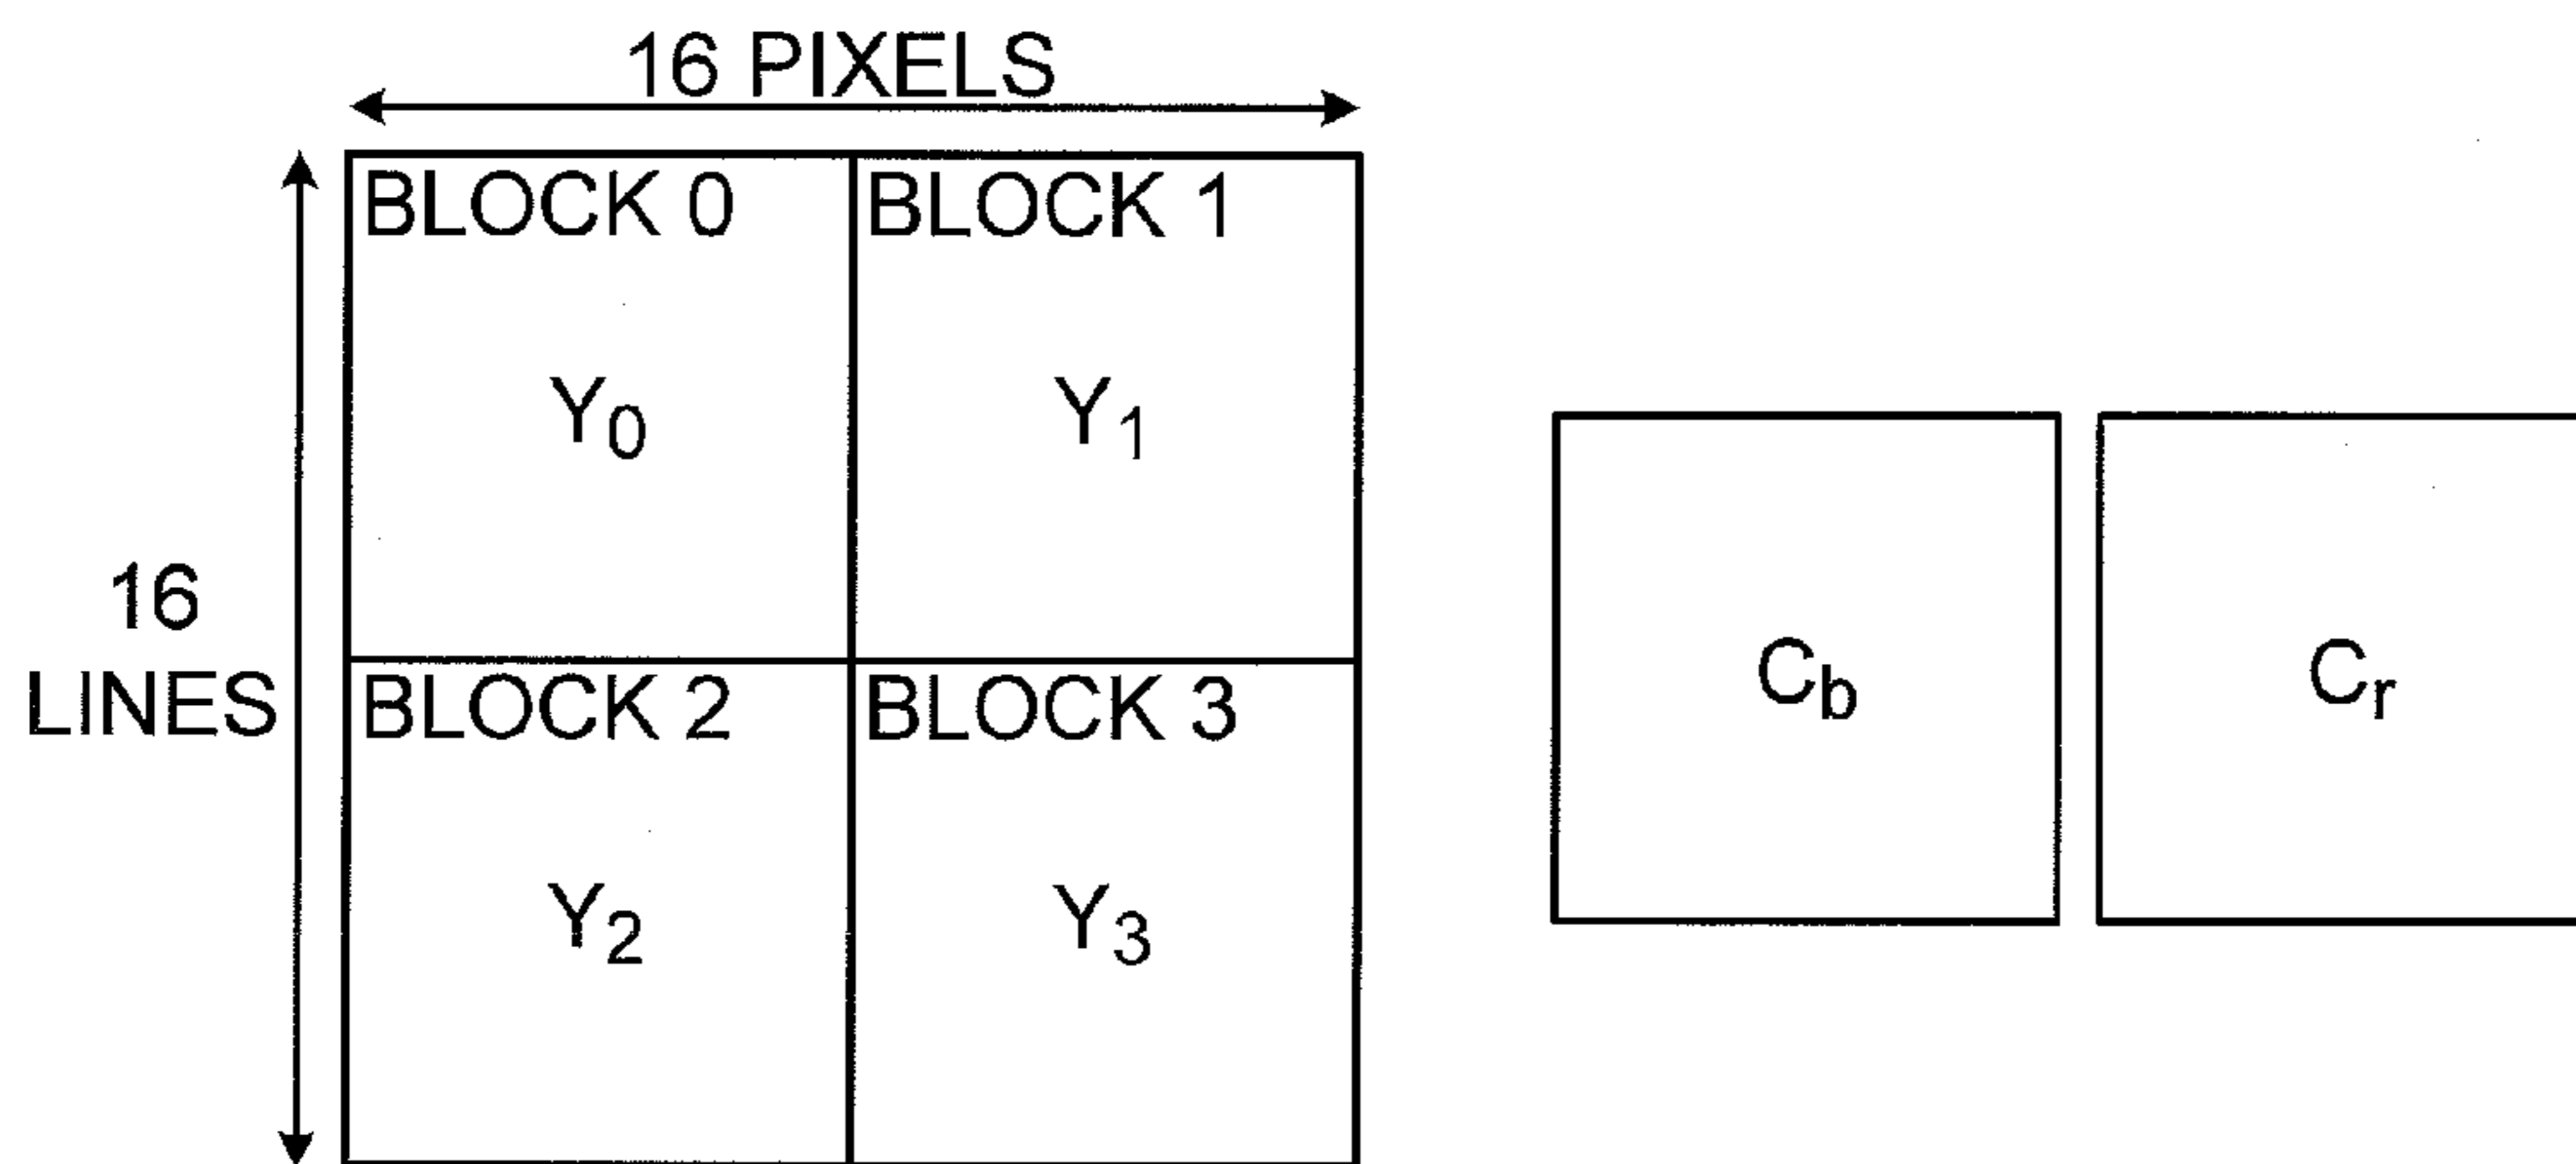 16 PIXELS
BLOCK 0
BLOCK 1
Y0
Y1
16
LINES
BLOCK 2
BLOCK 3
Y2
Y3
Cb
Cr